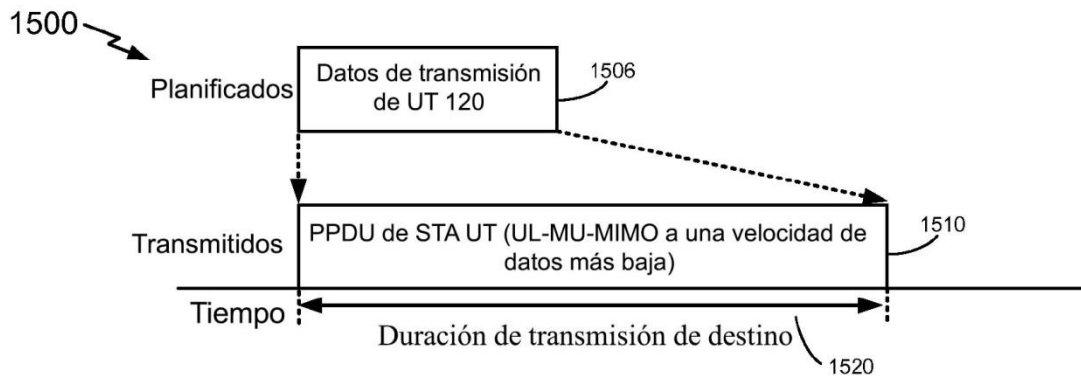 1500
Datos de transmisión
de UT 120
1506
Planificados
PPDU de STA UT (UL-MU-MIMO a una velocidad de
datos más baja)
1510
Transmitidos
Tiempo
Duración de transmisión de destino
1520